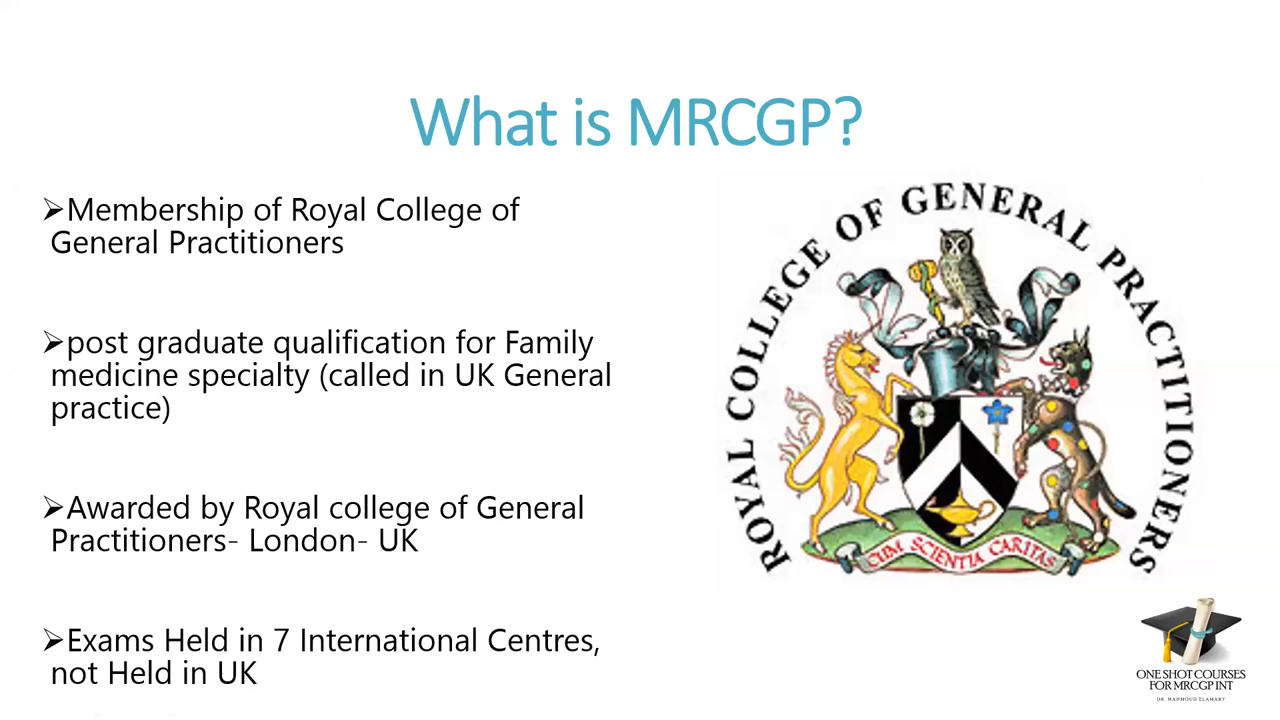 What is MRCGP?
➢Membership of Royal College of
General Practitioners
➢post graduate qualification for Family
medicine specialty (called in UK General
practice)
➢Awarded by Royal college of General
Practitioners- London- UK
➢Exams Held in 7 International Centres,
not Held in UK
ROYAL COLLEGE OF GENERAL PRACTITIONERS
CUM SCIENTIA CARITAS
ONE SHOT COURSES
FOR MRCGP INT
DR. MAHMOUD ELAMARY